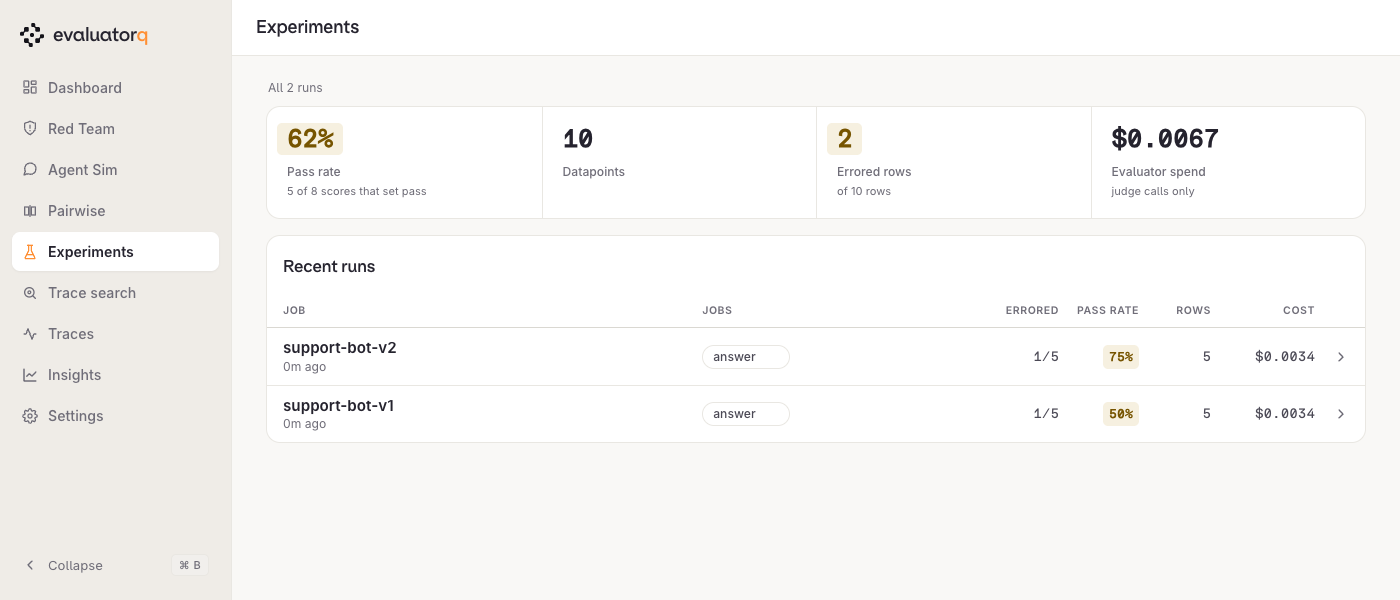 evaluatorq
Dashboard
Red Team
Agent Sim
Pairwise
Experiments
Trace search
Traces
Insights
Settings
Collapse ⌘ B
Experiments
All 2 runs
62%
Pass rate
5 of 8 scores that set pass
10
Datapoints
2
Errored rows
of 10 rows
$0.0067
Evaluator spend
judge calls only
Recent runs
JOB JOBS ERRORED PASS RATE ROWS COST
support-bot-v2 answer 1/5 75% 5 $0.0034
0m ago
support-bot-v1 answer 1/5 50% 5 $0.0034
0m ago